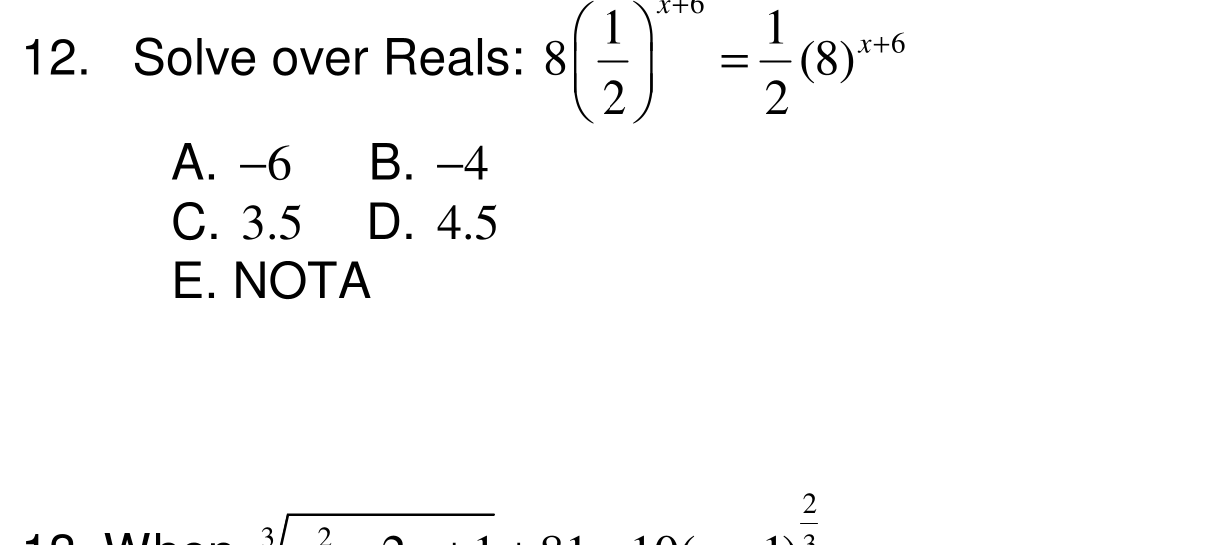 12. Solve over Reals: 8(1/2)^{x+6} = 1/2(8)^{x+6}
A. –6 B. –4
C. 3.5 D. 4.5
E. NOTA